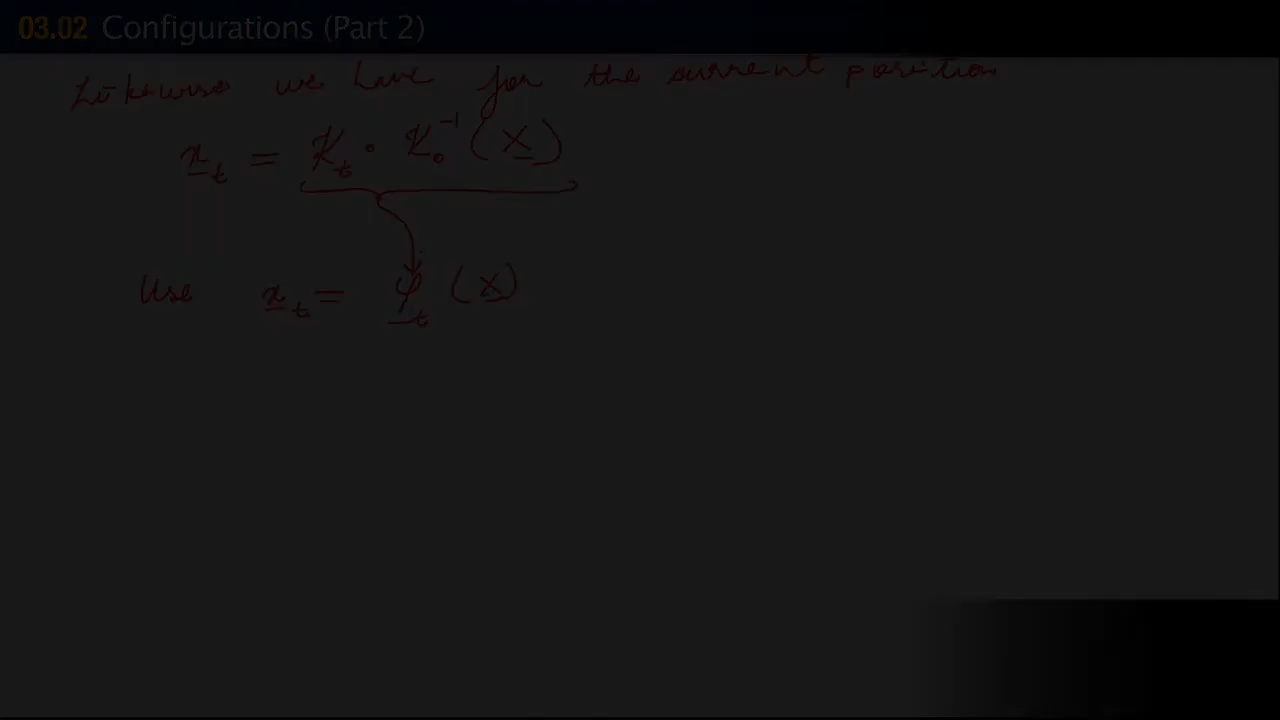 03.02 Configurations (Part 2)
Likewise we have for the current position
x_t = K_t · K_0^{-1} (X)
Use x_t = φ_t (X)